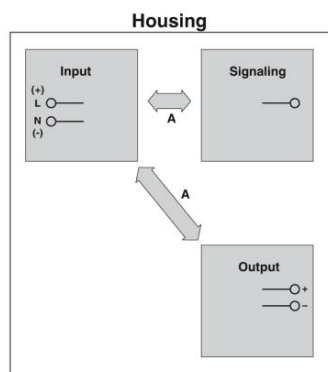 Housing
Input
Signaling
(+)
L
A
N
(-)
A
Output
+
–